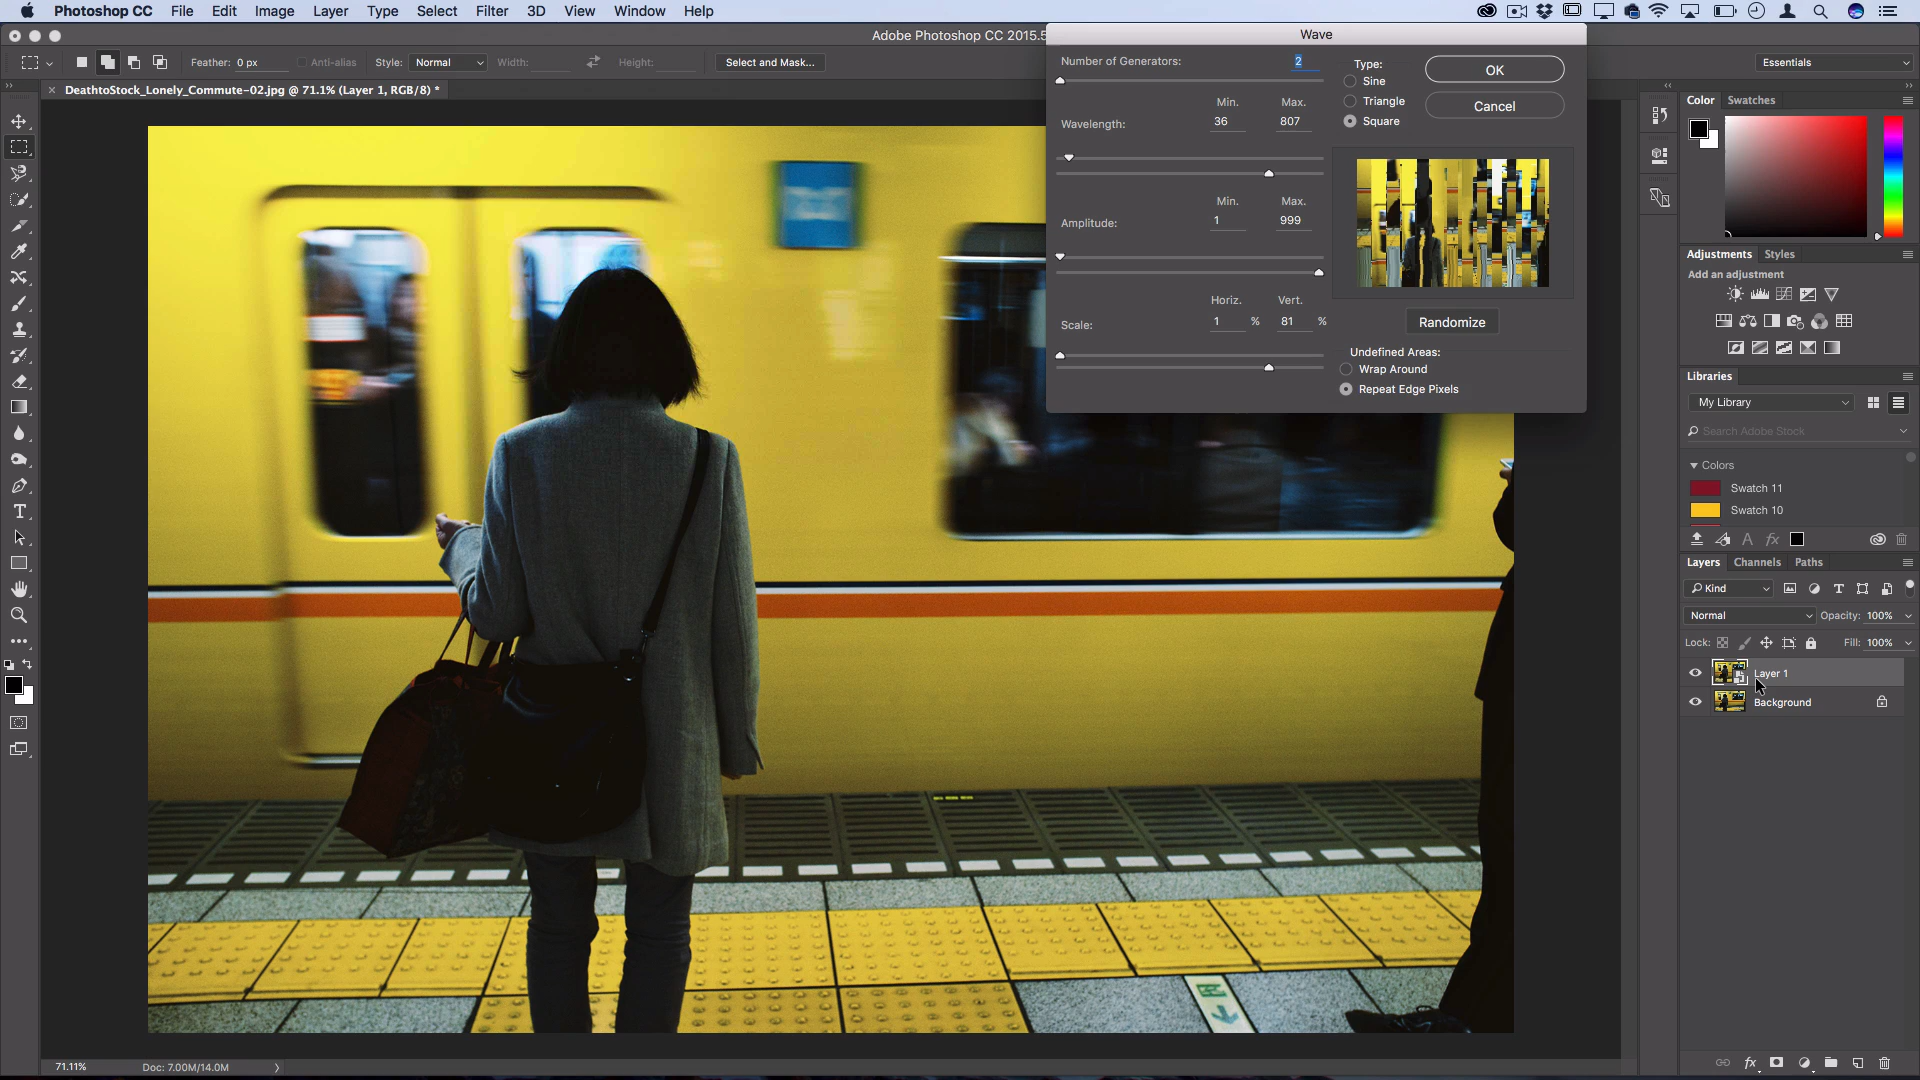 Photoshop CC File Edit Image Layer Type Select Filter 3D View Window Help
Adobe Photoshop CC 2015.5
Feather: 0 px Anti-alias Style: Normal Width: Height: Select and Mask... Essentials
DeathtoStock_Lonely_Commute-02.jpg @ 71.1% (Layer 1, RGB/8) *
Wave
Number of Generators: 2
Min. Max.
Wavelength: 36 807
Min. Max.
Amplitude: 1 999
Horiz. Vert.
Scale: 1 % 81 %
Type:
Sine
Triangle
Square
OK
Cancel
Randomize
Undefined Areas:
Wrap Around
Repeat Edge Pixels
Color Swatches
Adjustments Styles
Add an adjustment
Libraries
My Library
Search Adobe Stock
Colors
Swatch 11
Swatch 10
Layers Channels Paths
Kind
Normal Opacity: 100%
Lock: Fill: 100%
Layer 1
Background
71.11% Doc: 7.00M/14.0M